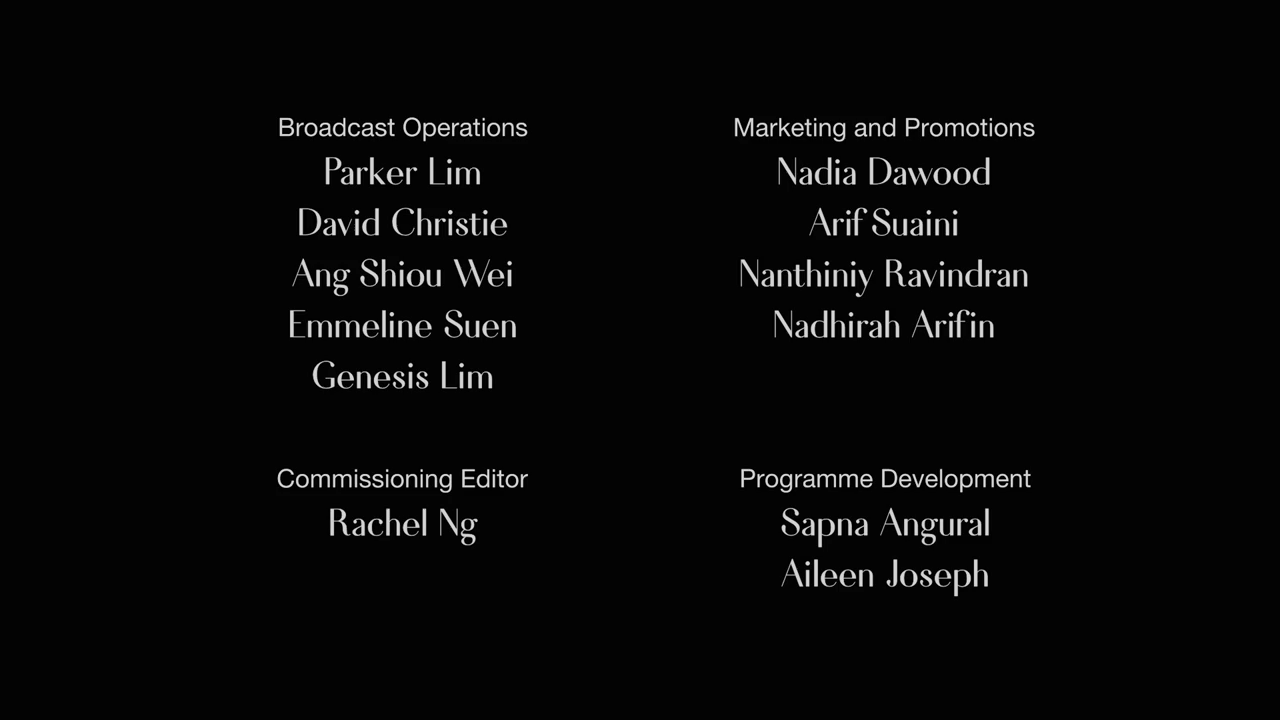 Broadcast Operations
Parker Lim
David Christie
Ang Shiou Wei
Emmeline Suen
Genesis Lim
Marketing and Promotions
Nadia Dawood
Arif Suaini
Nanthiniy Ravindran
Nadhirah Arifin
Commissioning Editor
Rachel Ng
Programme Development
Sapna Angural
Aileen Joseph